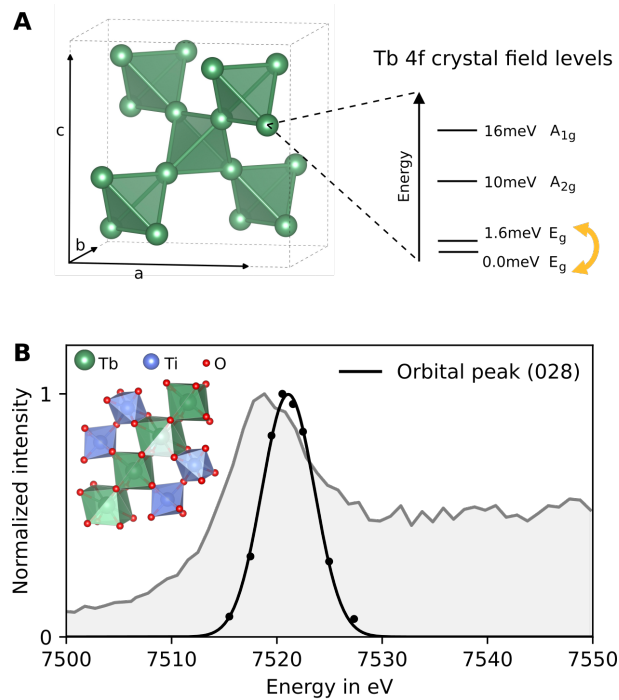 A
c
b
a
Tb 4f crystal field levels
Energy
16meV A1g
10meV A2g
1.6meV Eg
0.0meV Eg
B
Tb Ti O
Orbital peak (028)
Normalized intensity
1
0
7500 7510 7520 7530 7540 7550
Energy in eV